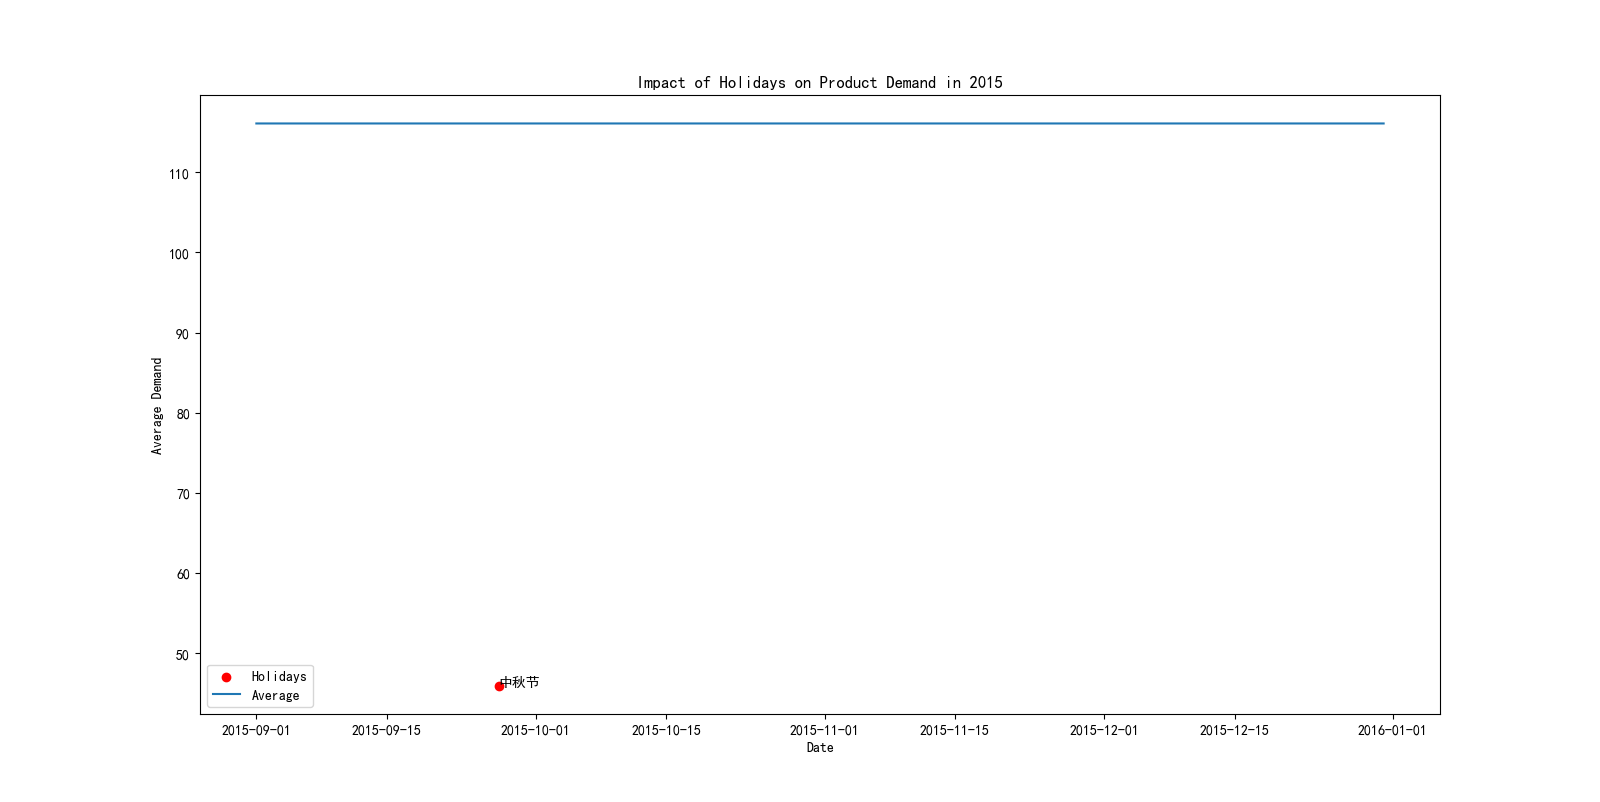 Impact of Holidays on Product Demand in 2015
Average Demand
110
100
90
80
70
60
50
中秋节
Holidays
Average
2015-09-01 2015-09-15 2015-10-01 2015-10-15 2015-11-01 2015-11-15 2015-12-01 2015-12-15 2016-01-01
Date